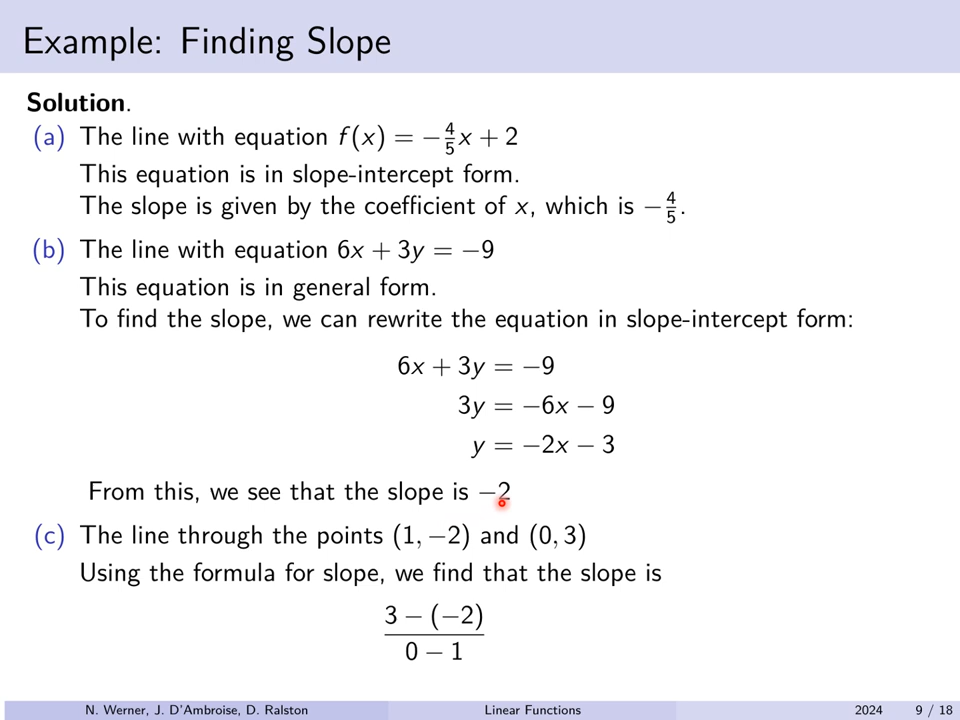 Example: Finding Slope
Solution.
(a) The line with equation f(x) = −4/5x + 2
This equation is in slope-intercept form.
The slope is given by the coefficient of x, which is −4/5.
(b) The line with equation 6x + 3y = −9
This equation is in general form.
To find the slope, we can rewrite the equation in slope-intercept form:
6x + 3y = −9
3y = −6x − 9
y = −2x − 3
From this, we see that the slope is −2
(c) The line through the points (1, −2) and (0, 3)
Using the formula for slope, we find that the slope is
3 − (−2)
0 − 1
N. Werner, J. D'Ambroise, D. Ralston Linear Functions 2024 9 / 18